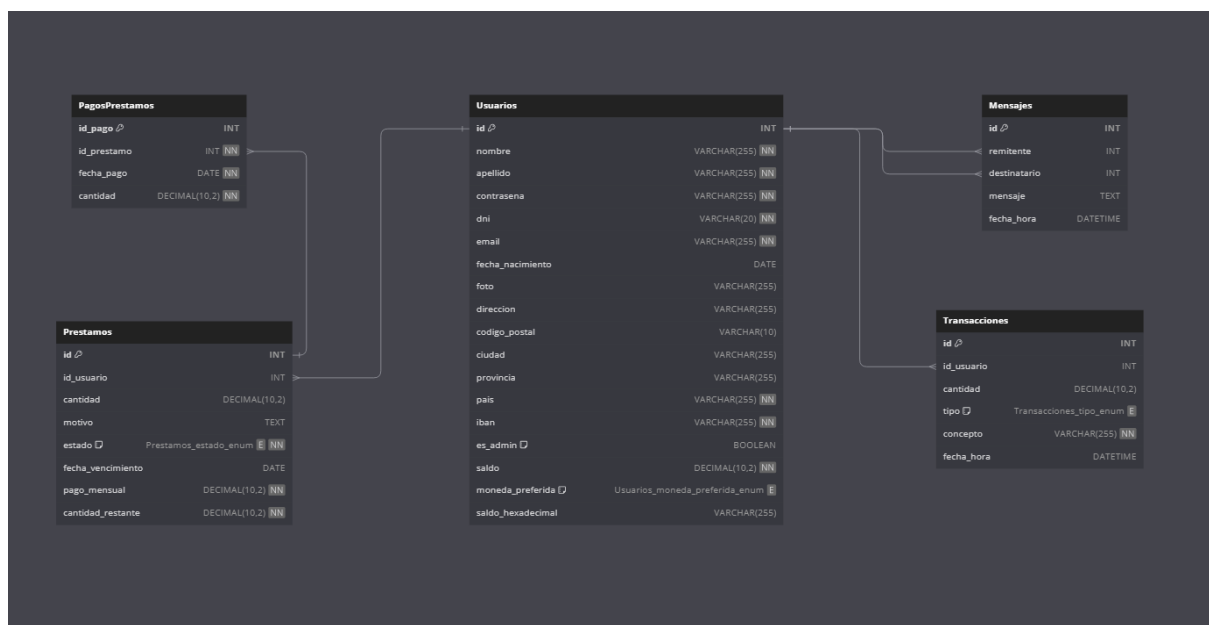 PagosPrestamos
id_pago INT
id_prestamo INT NN
fecha_pago DATE NN
cantidad DECIMAL(10,2) NN
Prestamos
id INT
id_usuario INT
cantidad DECIMAL(10,2)
motivo TEXT
estado Prestamos_estado_enum E NN
fecha_vencimiento DATE
pago_mensual DECIMAL(10,2) NN
cantidad_restante DECIMAL(10,2) NN
Usuarios
id INT
nombre VARCHAR(255) NN
apellido VARCHAR(255) NN
contrasena VARCHAR(255) NN
dni VARCHAR(20) NN
email VARCHAR(255) NN
fecha_nacimiento DATE
foto VARCHAR(255)
direccion VARCHAR(255)
codigo_postal VARCHAR(10)
ciudad VARCHAR(255)
provincia VARCHAR(255)
pais VARCHAR(255) NN
iban VARCHAR(255) NN
es_admin BOOLEAN
saldo DECIMAL(10,2) NN
moneda_preferida Usuarios_moneda_preferida_enum E
saldo_hexadecimal VARCHAR(255)
Mensajes
id INT
remitente INT
destinatario INT
mensaje TEXT
fecha_hora DATETIME
Transacciones
id INT
id_usuario INT
cantidad DECIMAL(10,2)
tipo Transacciones_tipo_enum E
concepto VARCHAR(255) NN
fecha_hora DATETIME